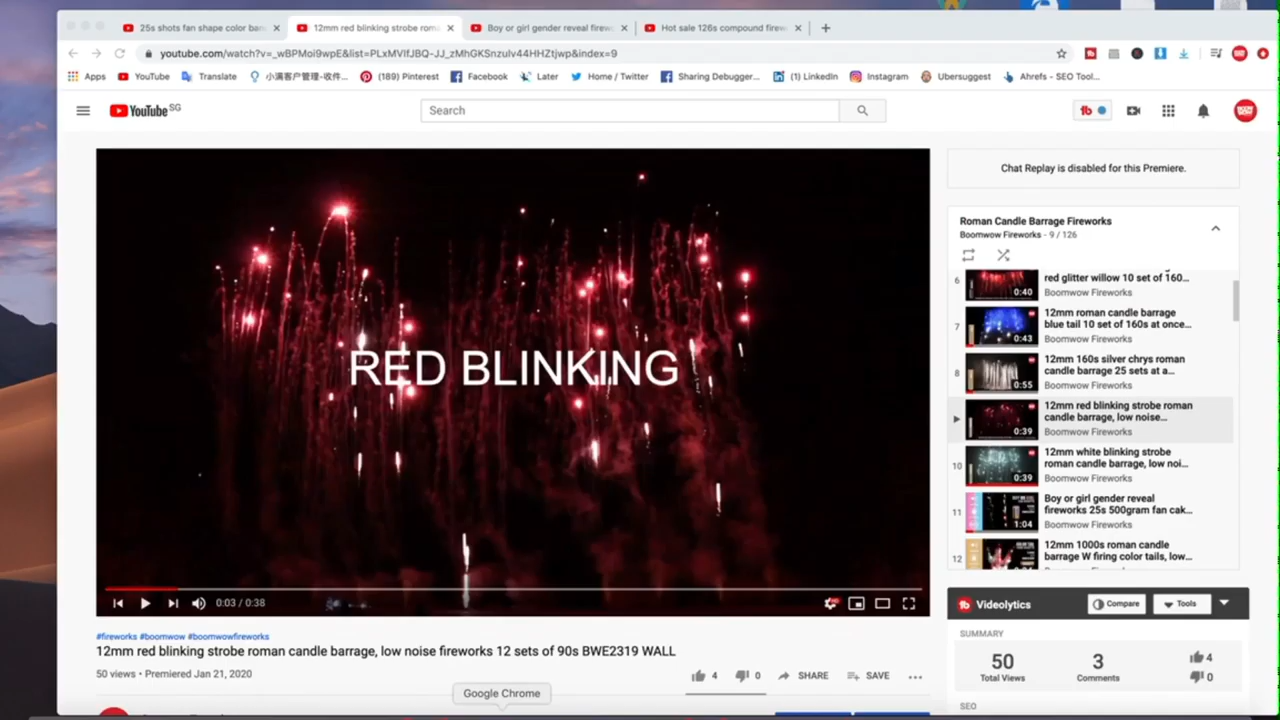 25s shots fan shape color ban
12mm red blinking strobe rom
Boy or girl gender reveal firew
Hot sale 126s compound firew
youtube.com/watch?v=_wBPMoi9wpE&list=PLxMVlfJBQ-JJ_zMhGKSnzulv44HHZtjwp&index=9
Apps YouTube Translate 小满客户管理-收件... (189) Pinterest Facebook Later Home / Twitter Sharing Debugger... (1) LinkedIn Instagram Ubersuggest Ahrefs - SEO Tool...
YouTube SG
Search
RED BLINKING
0:03 / 0:38
#fireworks #boomwow #boomwowfireworks
12mm red blinking strobe roman candle barrage, low noise fireworks 12 sets of 90s BWE2319 WALL
50 views • Premiered Jan 21, 2020
4 0 SHARE SAVE
Google Chrome
Chat Replay is disabled for this Premiere.
Roman Candle Barrage Fireworks
Boomwow Fireworks - 9 / 126
6
0:40
red glitter willow 10 set of 160...
Boomwow Fireworks
7
0:43
12mm roman candle barrage
blue tail 10 set of 160s at once...
Boomwow Fireworks
8
0:55
12mm 160s silver chrys roman
candle barrage 25 sets at a...
Boomwow Fireworks
0:39
12mm red blinking strobe roman
candle barrage, low noise...
Boomwow Fireworks
10
0:39
12mm white blinking strobe
roman candle barrage, low noi...
Boomwow Fireworks
11
1:04
Boy or girl gender reveal
fireworks 25s 500gram fan cak...
Boomwow Fireworks
12
12mm 1000s roman candle
barrage W firing color tails, low...
Videolytics
Compare
Tools
SUMMARY
50
Total Views
3
Comments
4
0
SEO